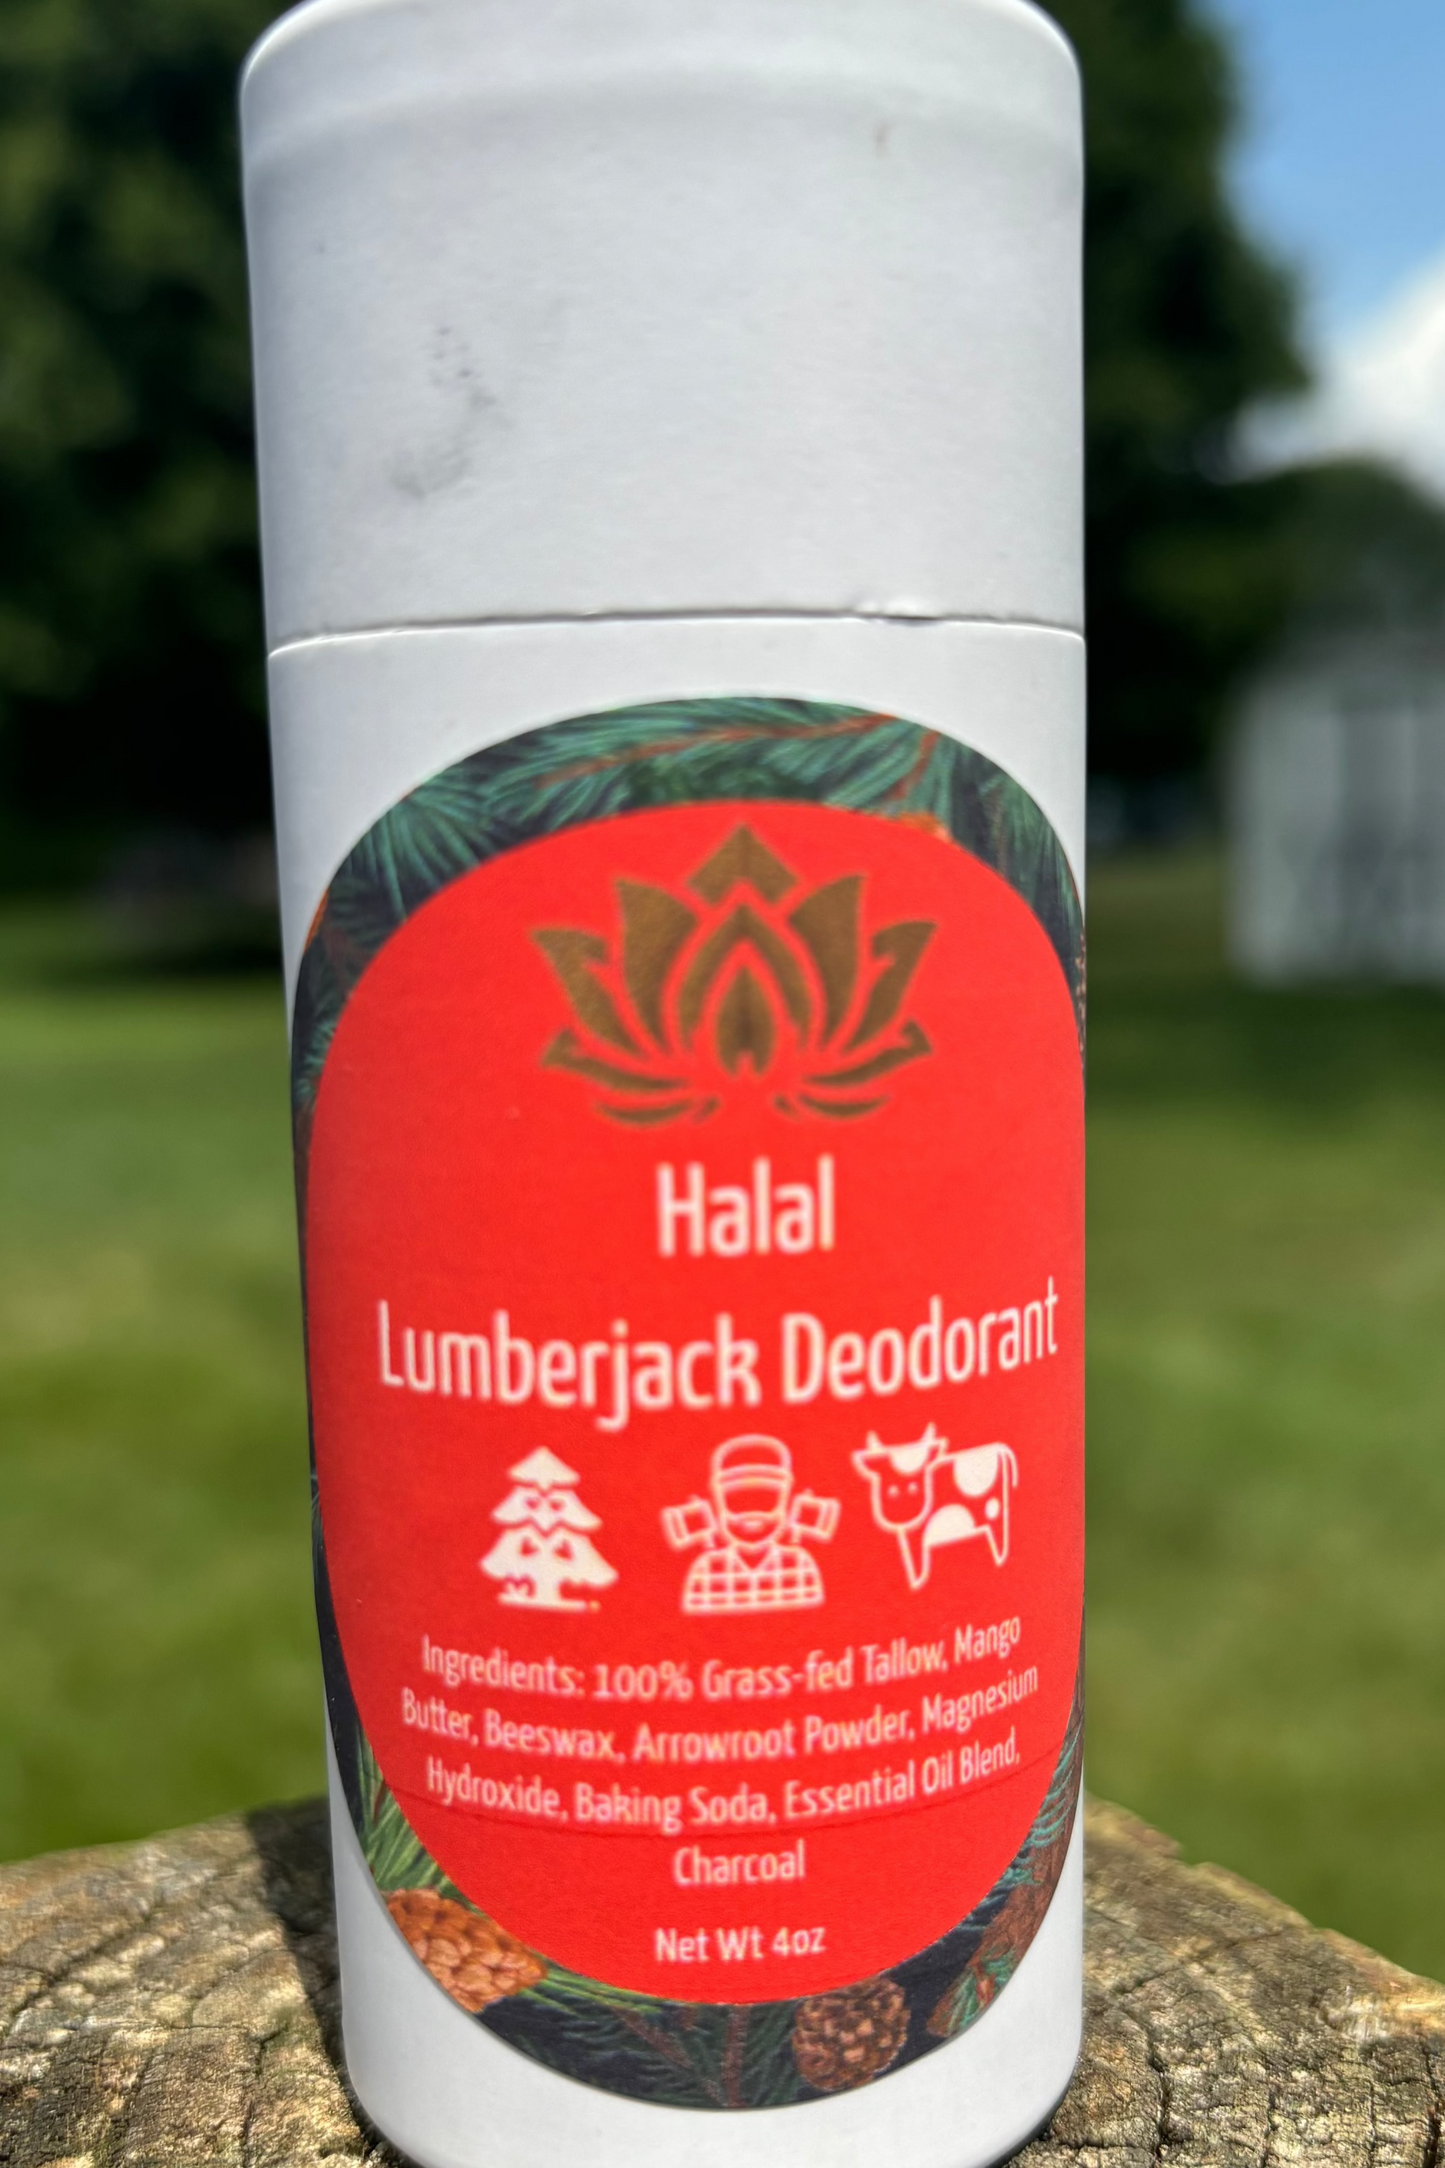 Halal
Lumberjack Deodorant
Ingredients: 100% Grass-fed Tallow, Mango
Butter, Beeswax, Arrowroot Powder, Magnesium
Hydroxide, Baking Soda, Essential Oil Blend,
Charcoal
Net Wt 4oz